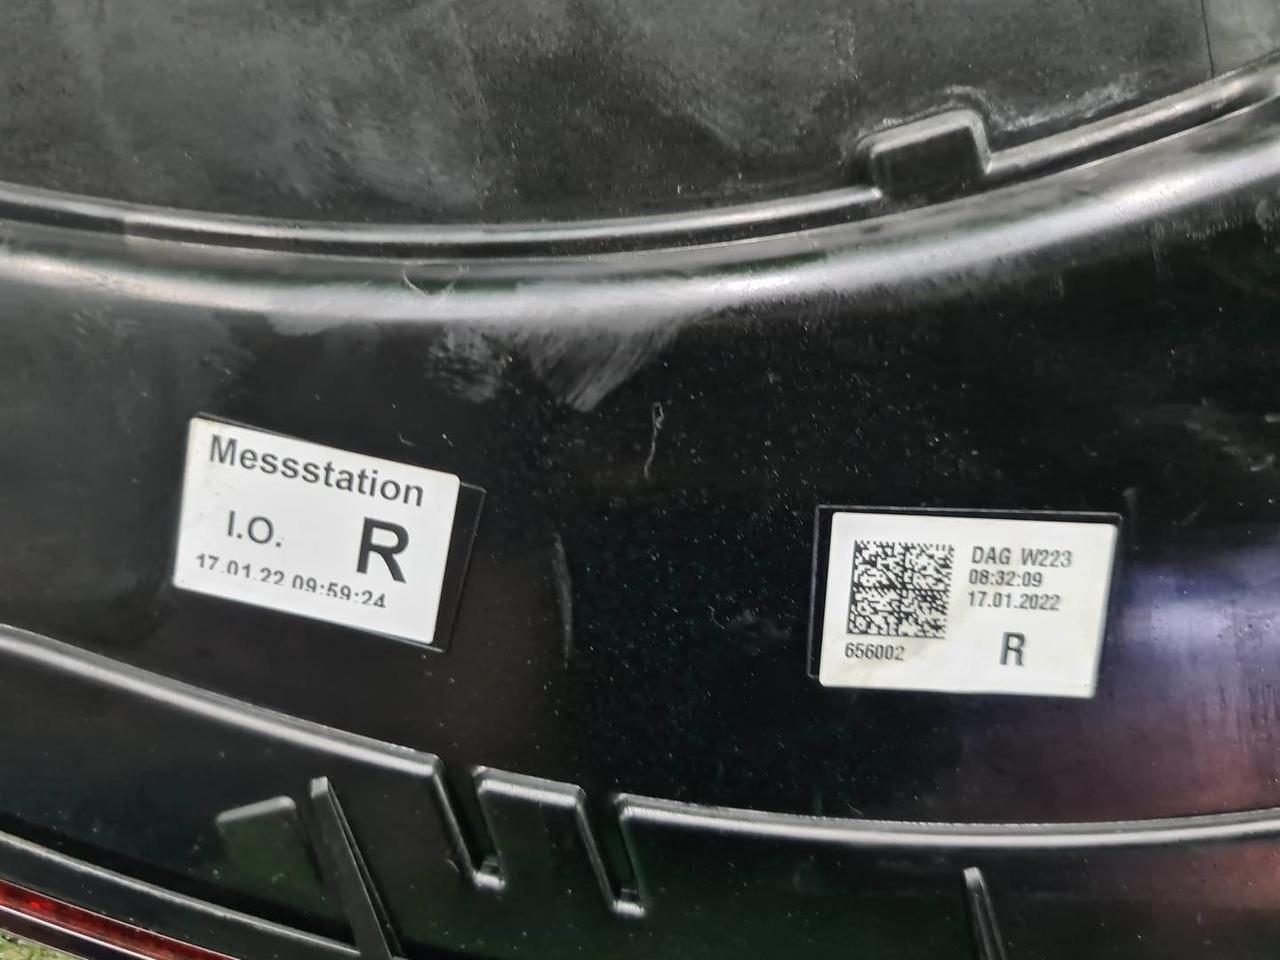 Messstation
I.O. R
17.01.22 09:59:24
DAG W223
08:32:09
17.01.2022
656002 R